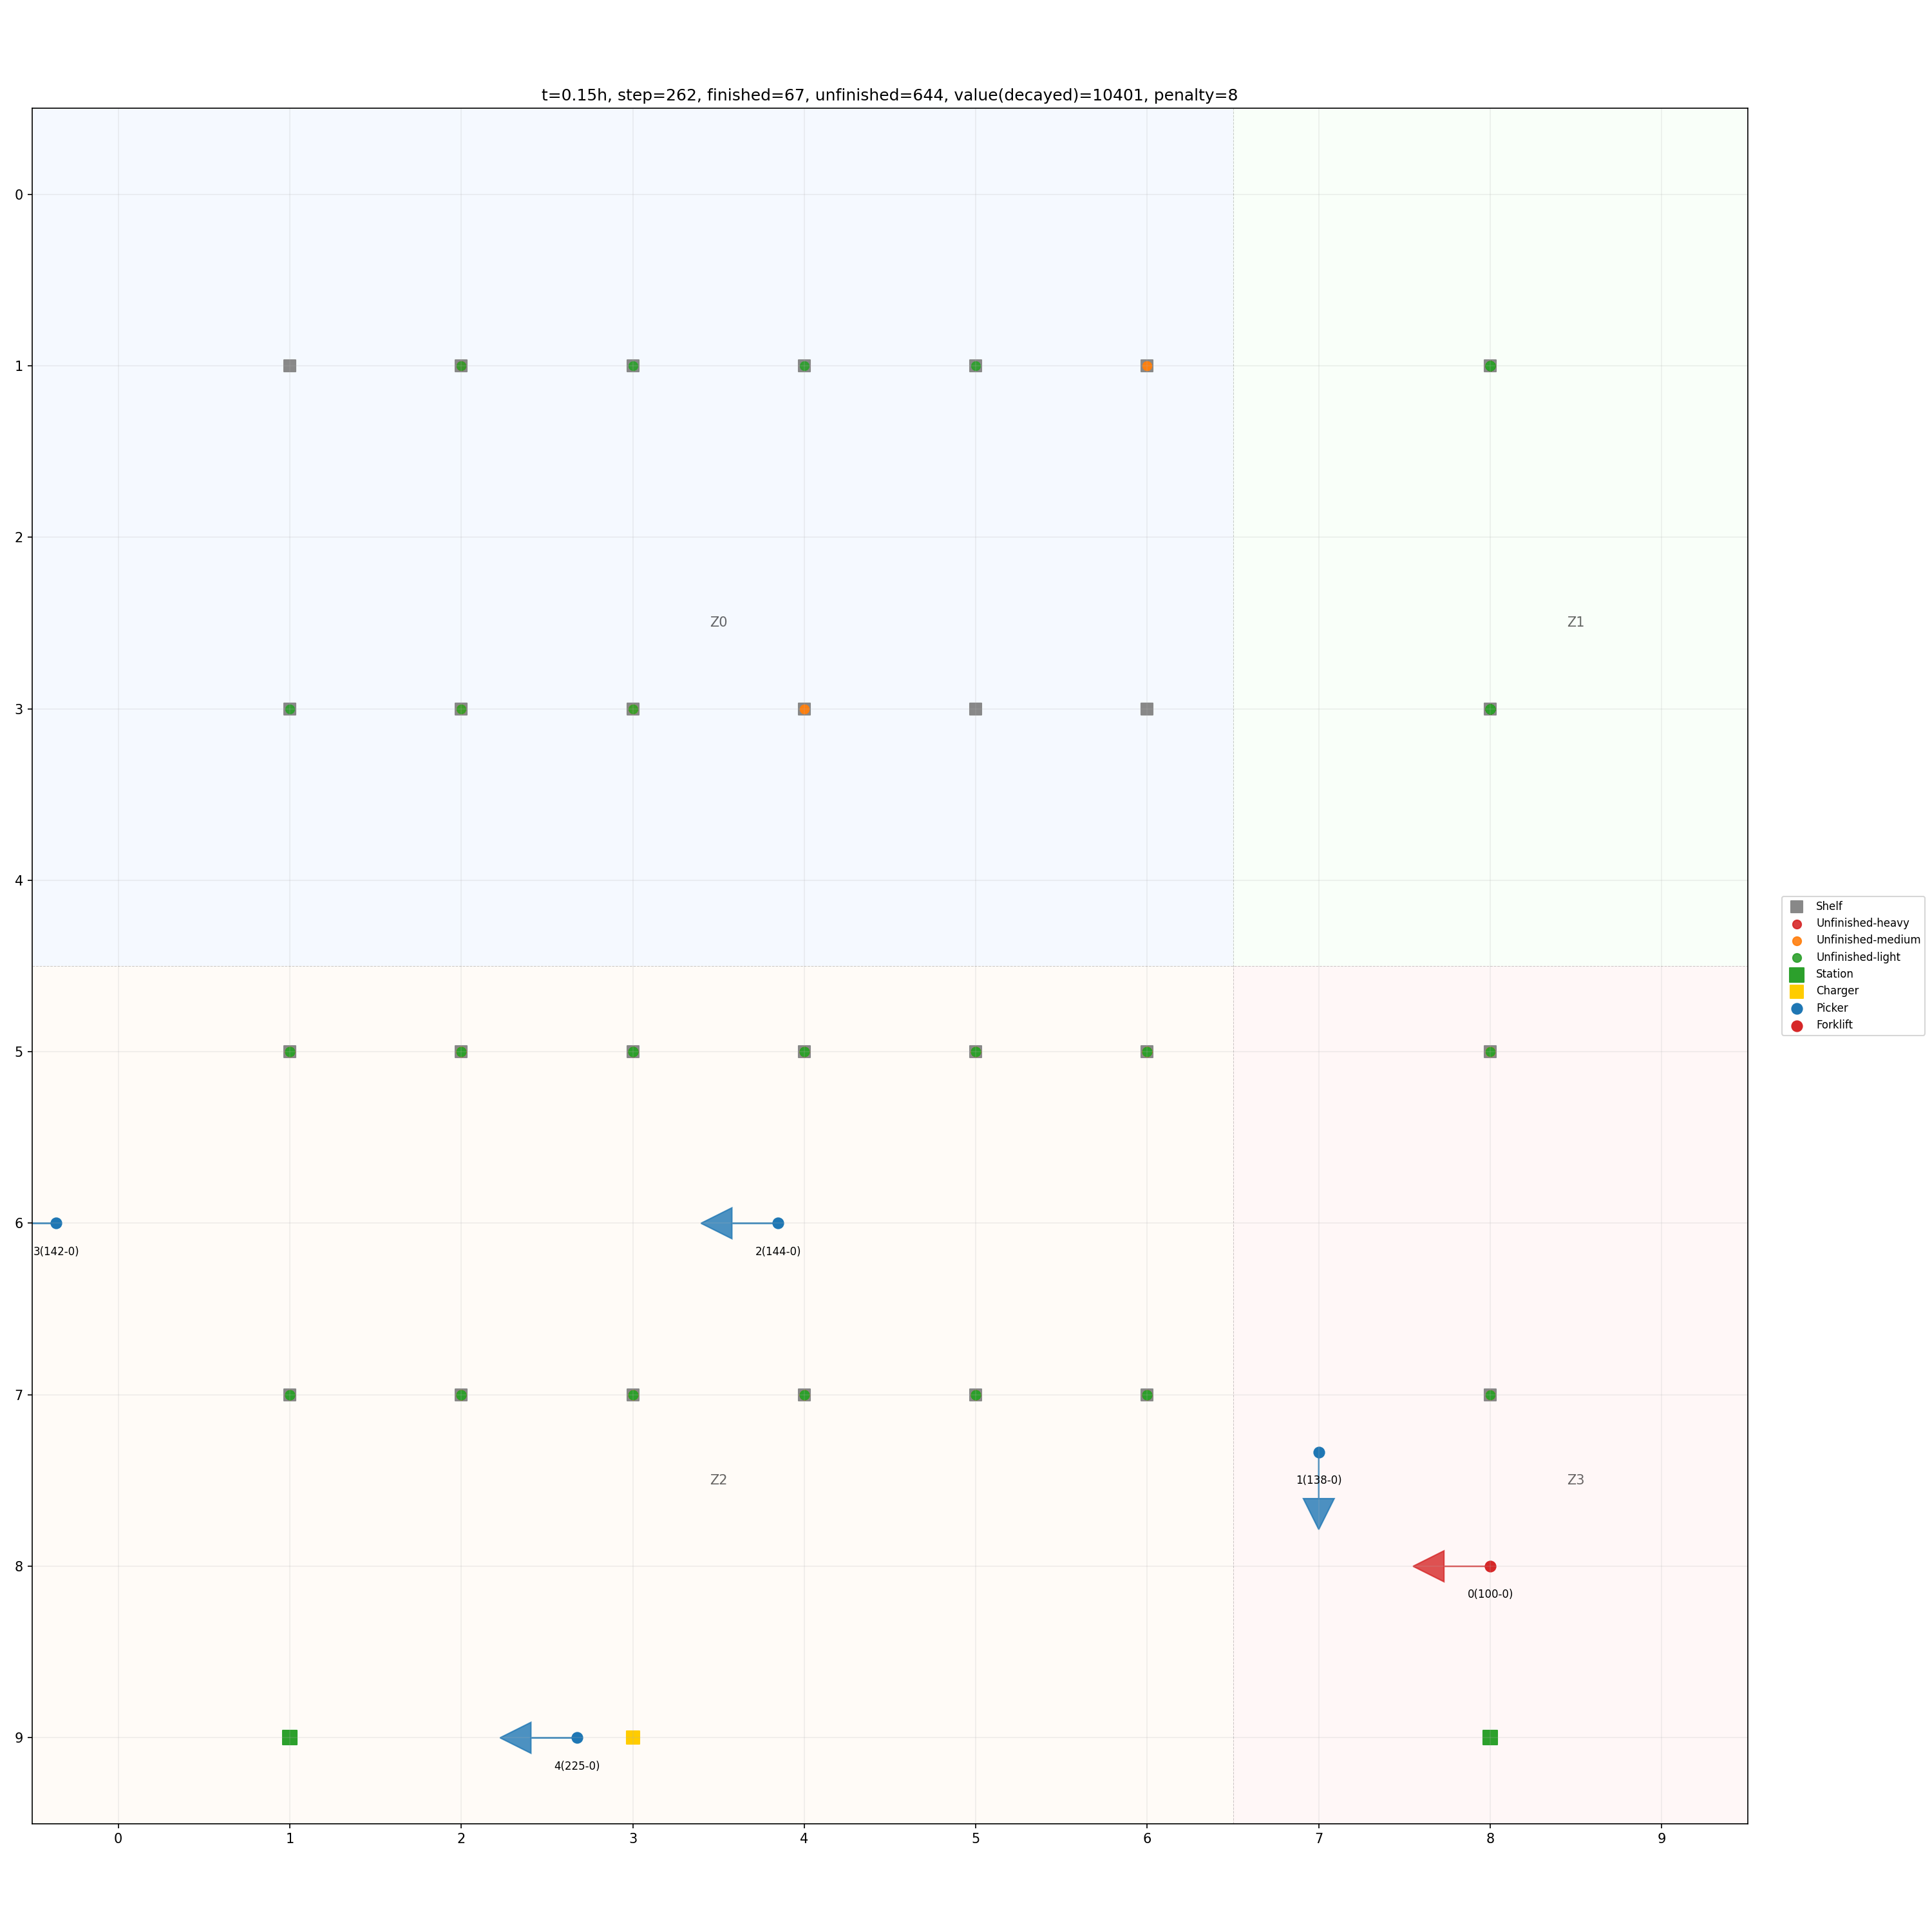 t=0.15h, step=262, finished=67, unfinished=644, value(decayed)=10401, penalty=8
0
1
2
Z0
Z1
3
4
Shelf
Unfinished-heavy
Unfinished-medium
Unfinished-light
Station
Charger
Picker
Forklift
5
6
3(142-0)
2(144-0)
7
Z2
1(138-0)
Z3
8
0(100-0)
9
4(225-0)
0 1 2 3 4 5 6 7 8 9